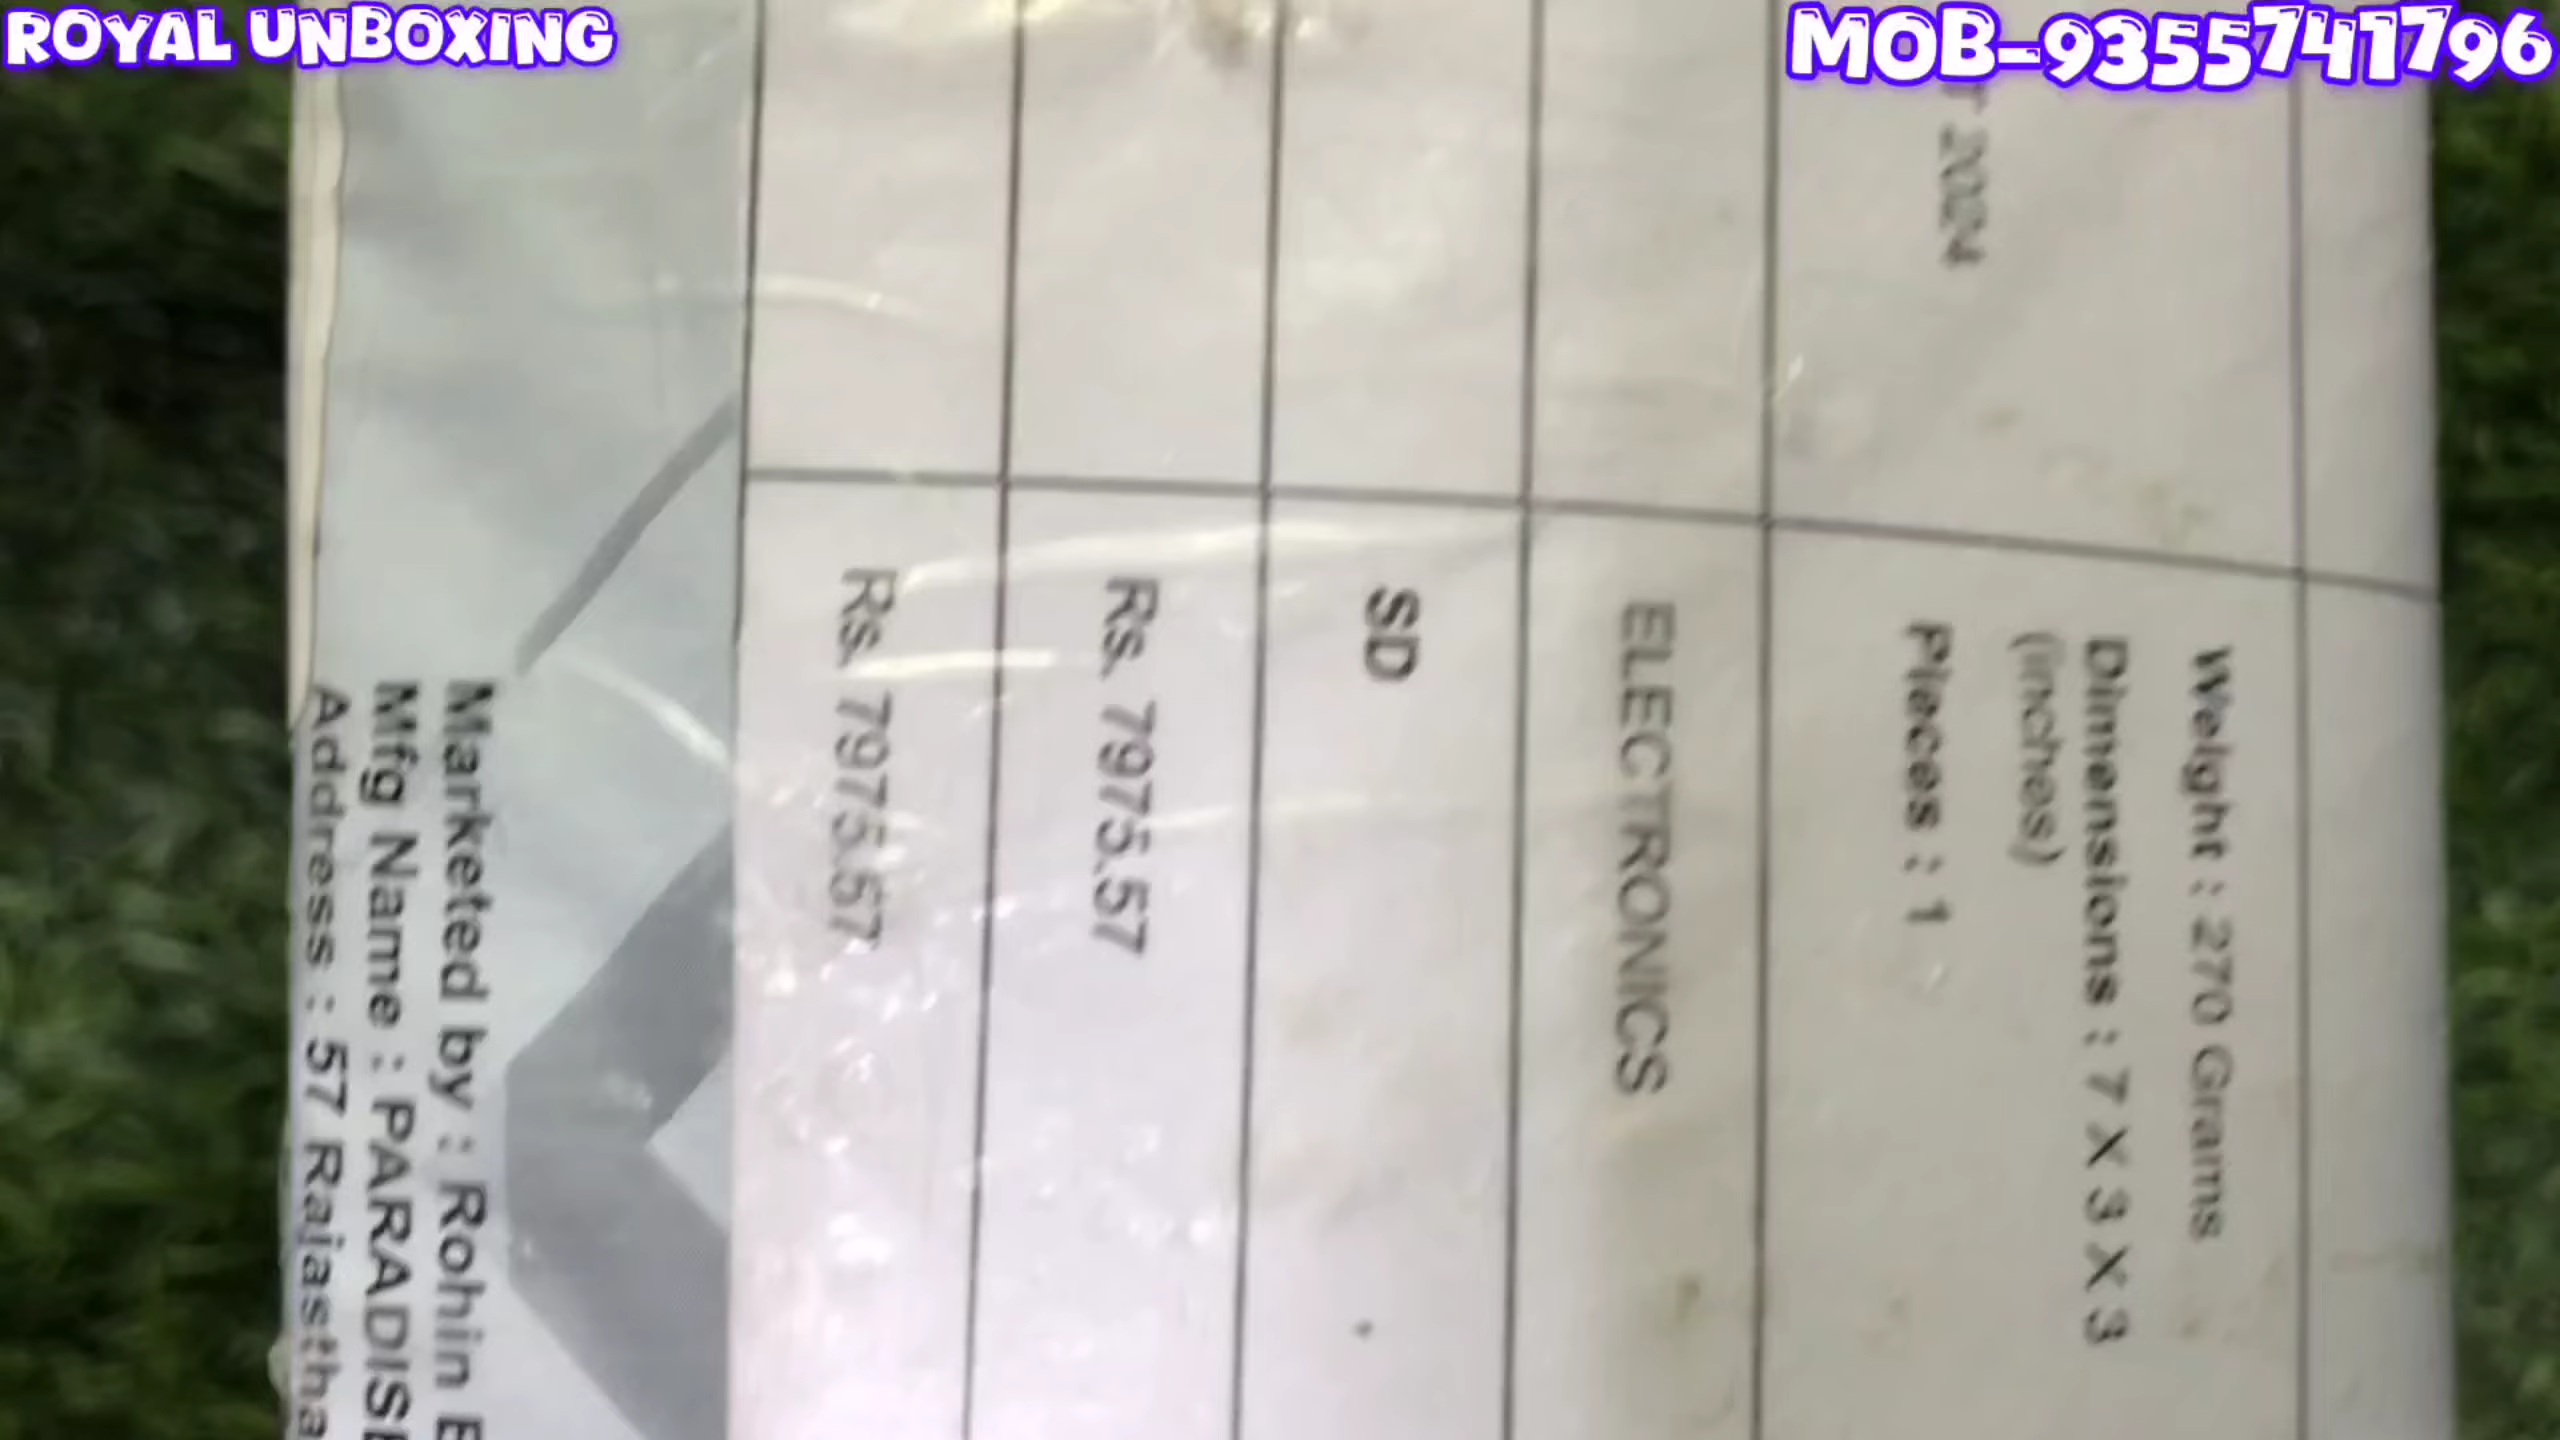 ROYAL UNBOXING
MOB-9355741796
2024
Weight : 270 Grams
Dimensions : 7 X 3 X 3
(inches)
Pieces : 1
ELECTRONICS
SD
Rs. 7975.57
Rs. 7975.57
Marketed by : Rohin
Mfg Name : PARADIS
Address : 57 Rajastha